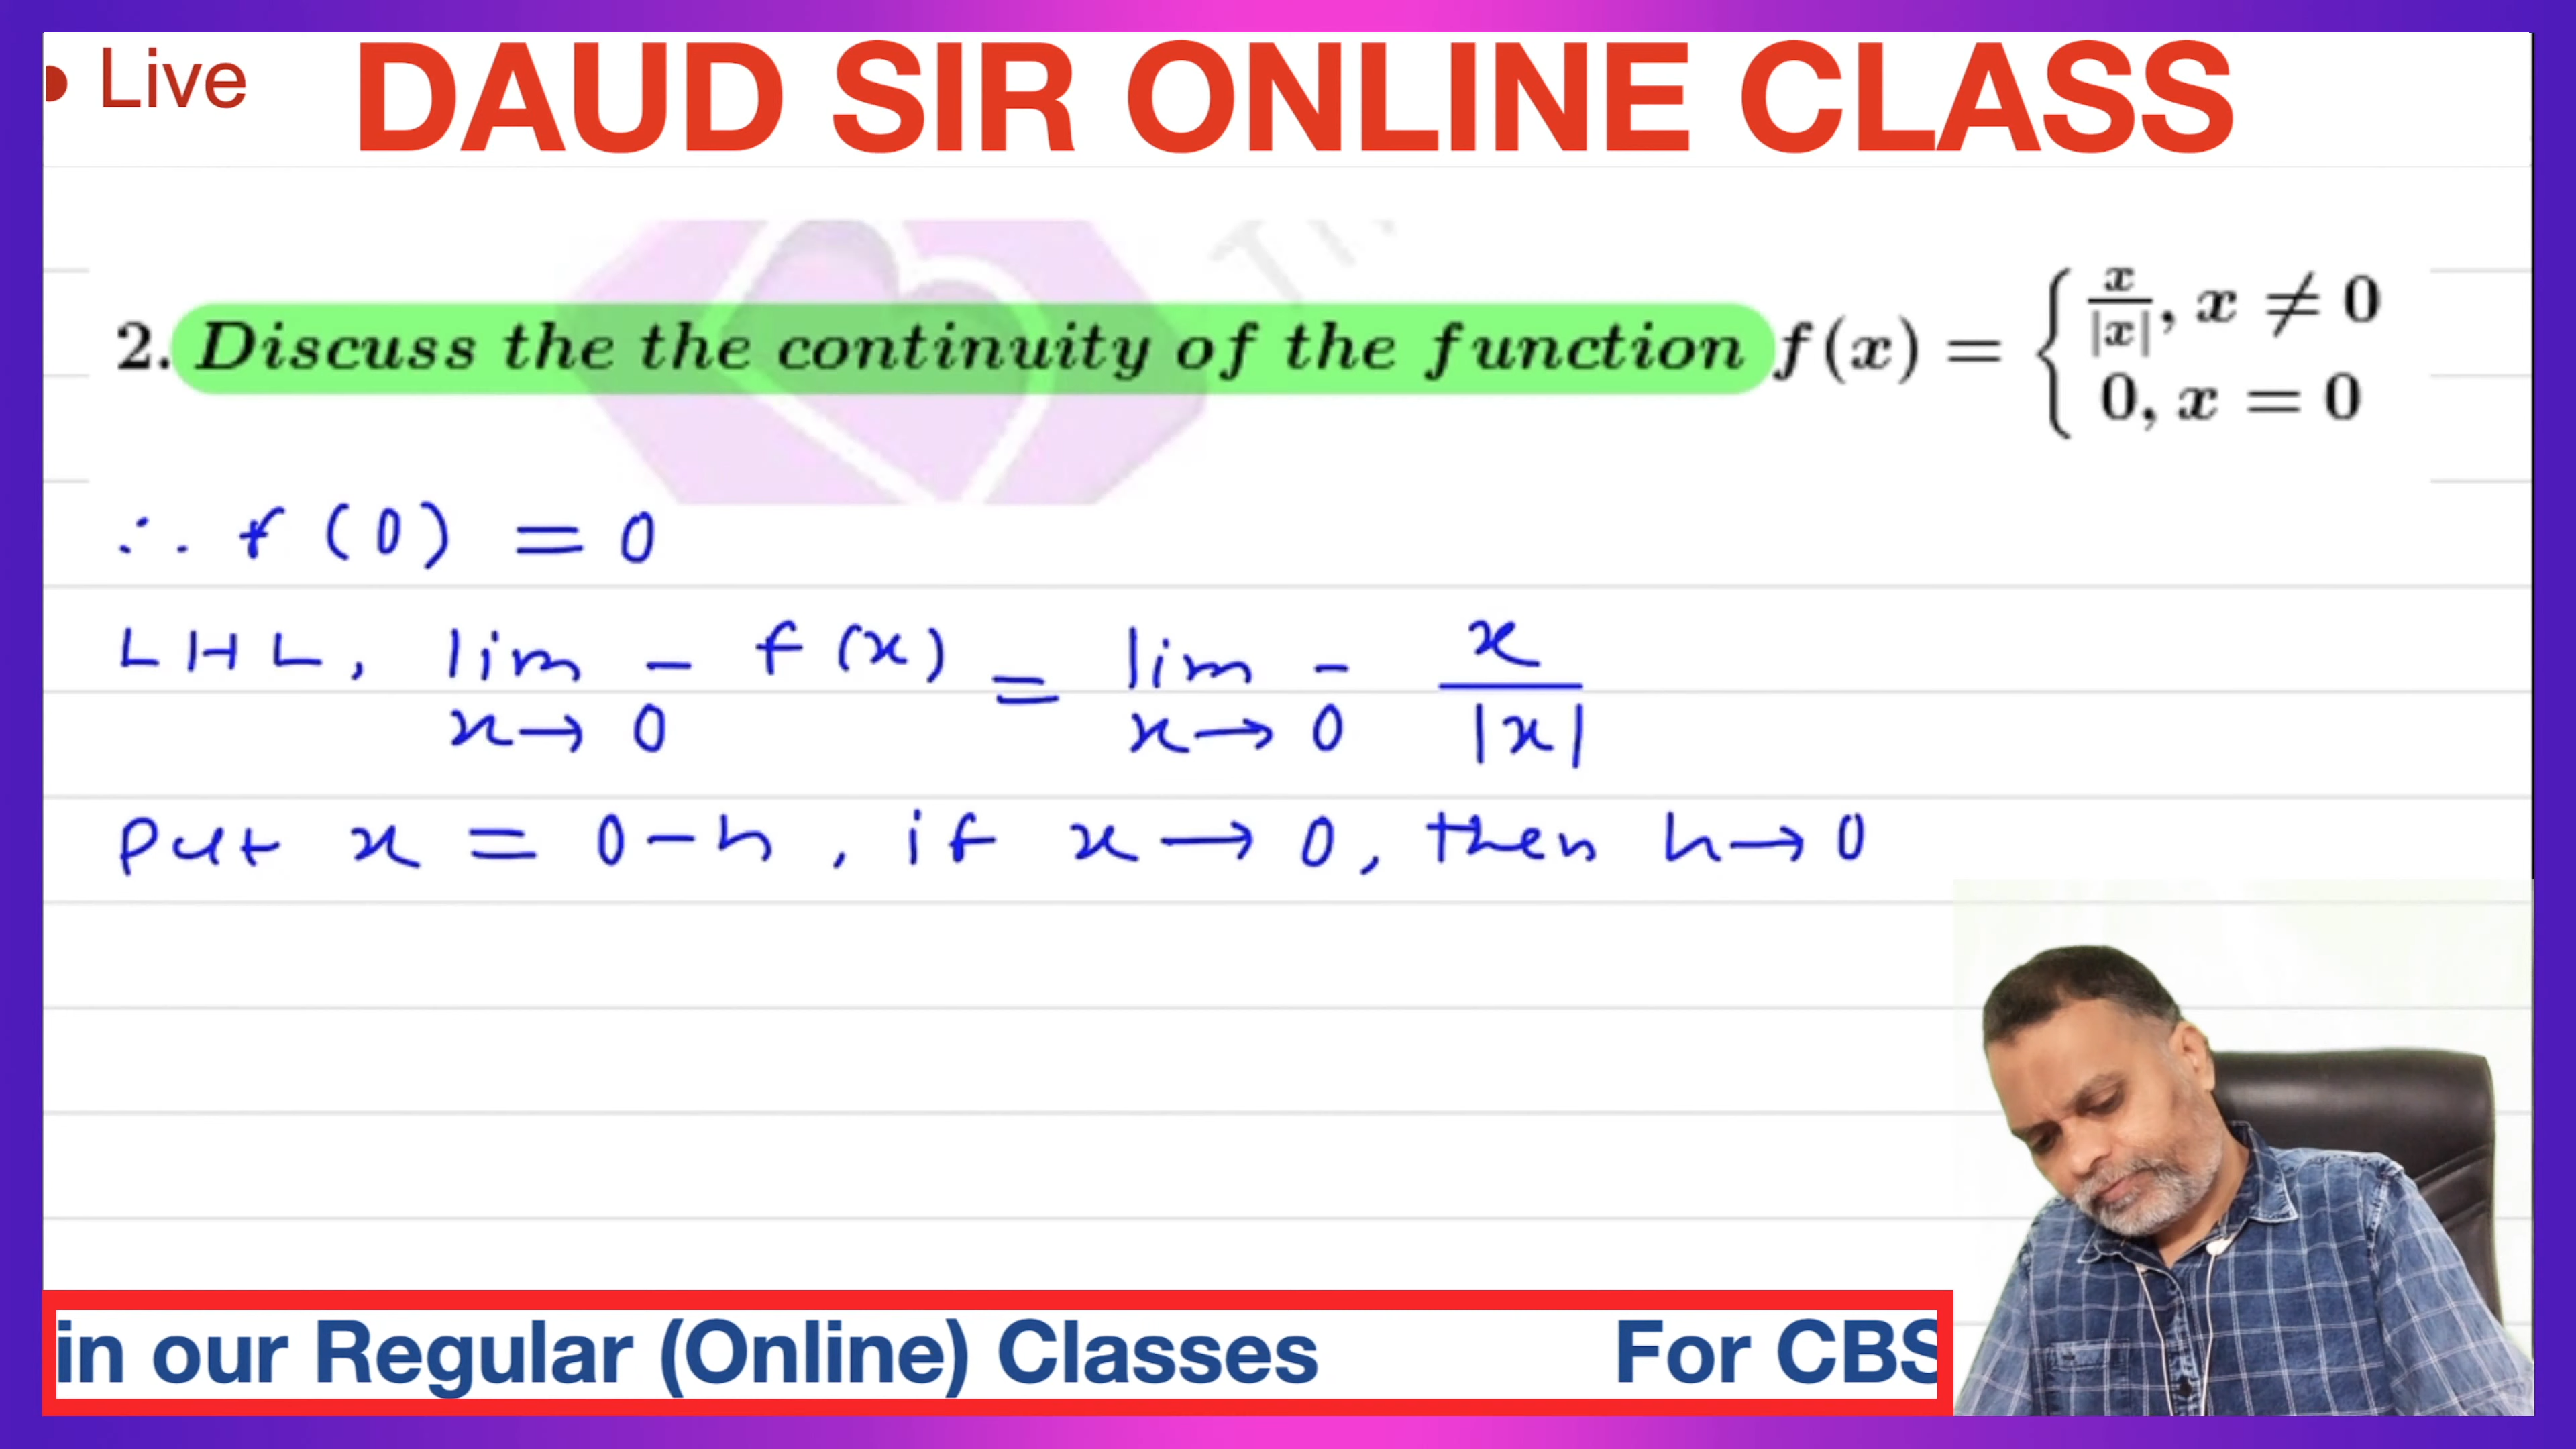 Live DAUD SIR ONLINE CLASS
2. Discuss the the continuity of the function f(x) = { x/|x|, x ≠ 0
0, x = 0
∴ f(0) = 0
LHL, lim x→0⁻ f(x) = lim x→0⁻ x/|x|
Put x = 0-h, if x→0, then h→0
in our Regular (Online) Classes For CBS